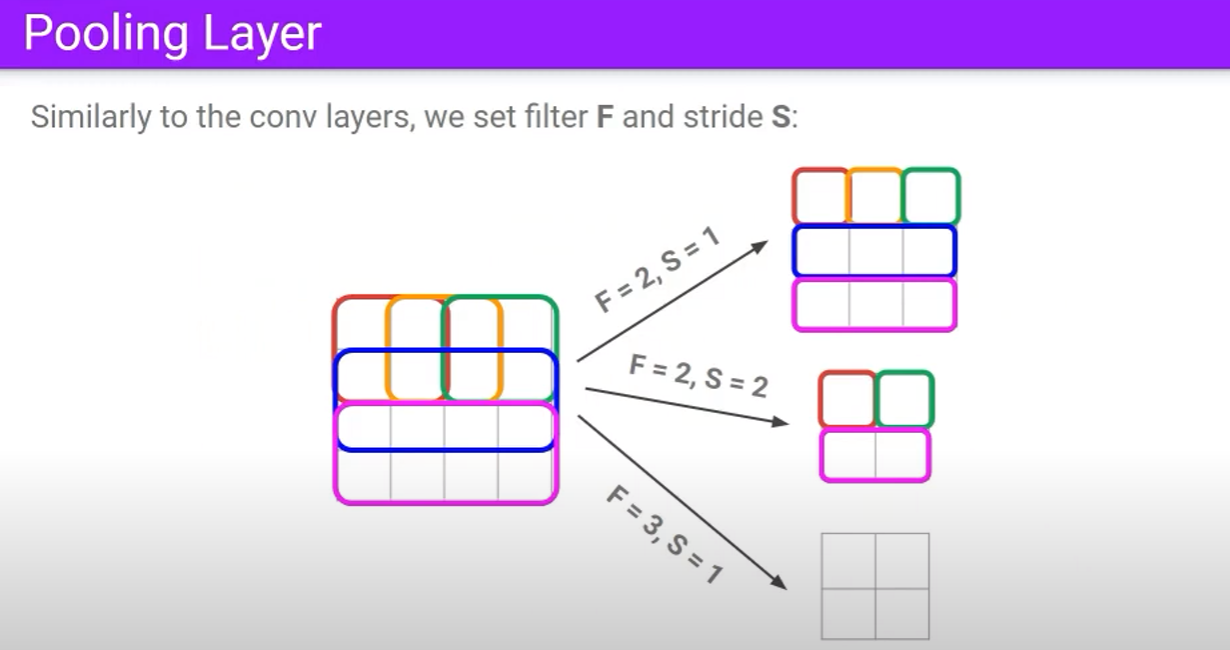 Pooling Layer
Similarly to the conv layers, we set filter F and stride S:
F = 2, S = 1
F = 2, S = 2
F = 3, S = 1